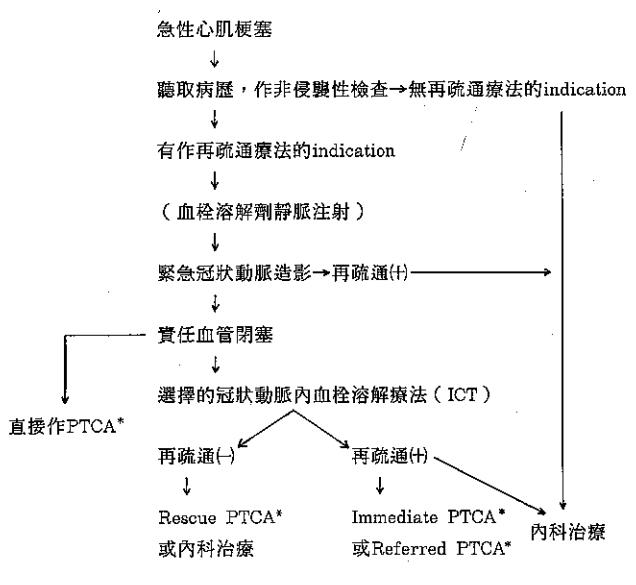 急性心肌梗塞
↓
聽取病歷，作非侵襲性檢查→無再疏通療法的indication
↓
有作再疏通療法的indication
↓
（血栓溶解劑靜脈注射）
↓
緊急冠狀動脈造影→再疏通(+)
↓
責任血管閉塞
↓
選擇的冠狀動脈內血栓溶解療法（ICT）
直接作PTCA*
再疏通(-) 再疏通(+)
↓ ↓
Rescue PTCA* Immediate PTCA* 內科治療
或內科治療 或Referred PTCA*